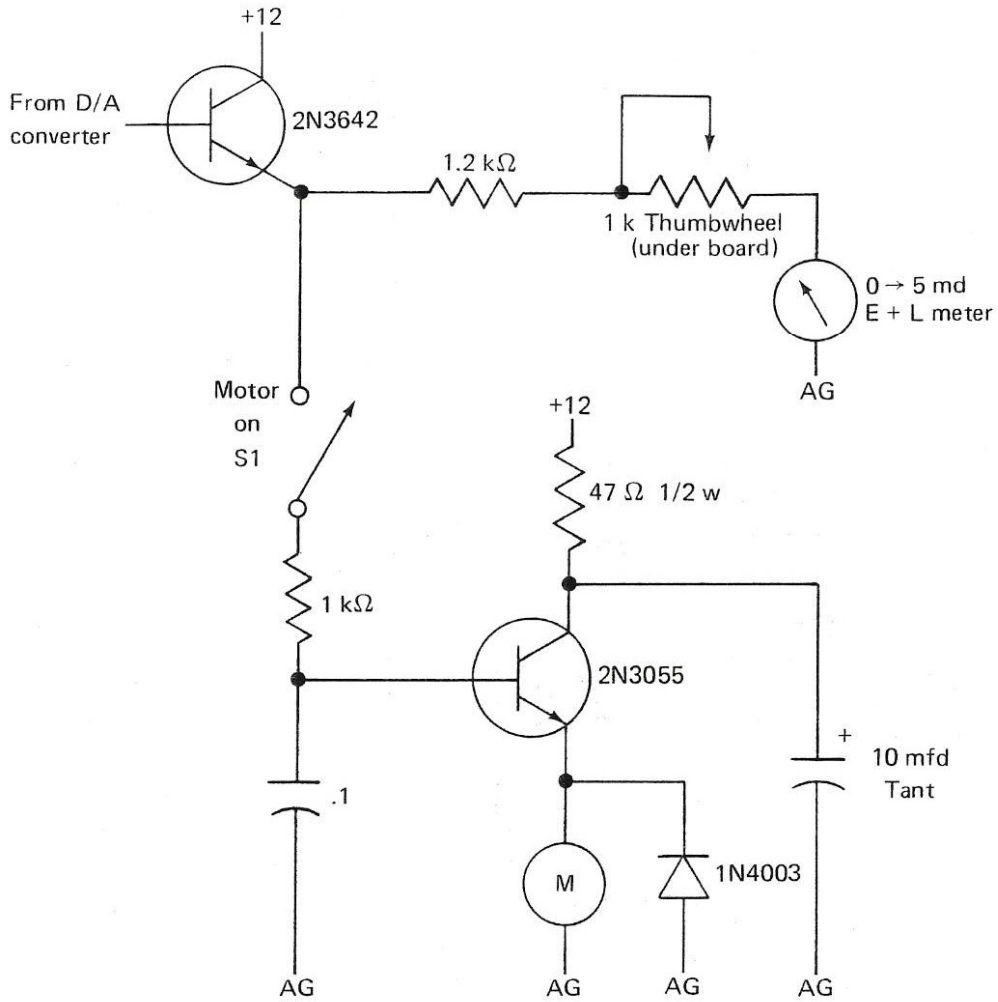 +12
From D/A
converter
2N3642
1.2 kΩ
1 k Thumbwheel
(under board)
0 → 5 md
E + L meter
AG
Motor
on
S1
+12
47 Ω 1/2 w
1 kΩ
2N3055
+
10 mfd
Tant
.1
M
1N4003
AG
AG
AG
AG